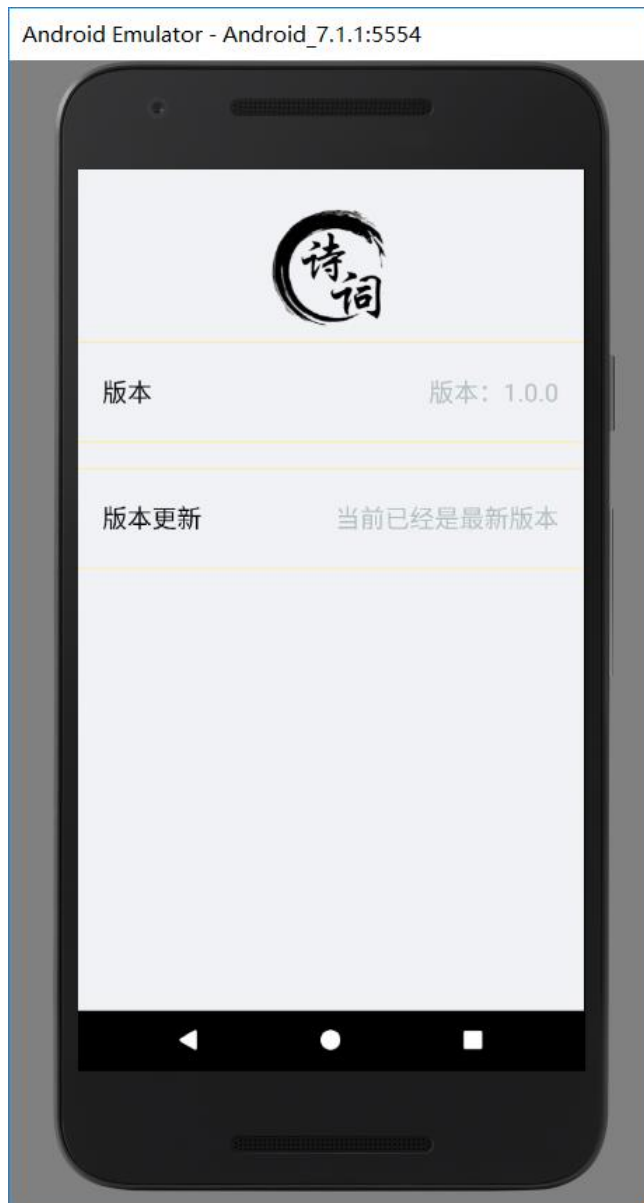 Android Emulator - Android_7.1.1:5554
诗
词
版本 版本：1.0.0
版本更新 当前已经是最新版本